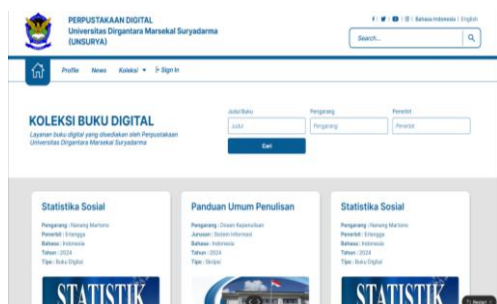 PERPUSTAKAAN DIGITAL
Universitas Dirgantara Marsekal Suryadarma
(UNSURYA)
Bahasa Indonesia | English
Search...
Profile News Koleksi Sign In
KOLEKSI BUKU DIGITAL
Layanan buku digital yang disediakan oleh Perpustakaan
Universitas Dirgantara Marsekal Suryadarma
Judul Buku Pengarang Penerbit
Judul Pengarang Penerbit
Cari
Statistika Sosial
Pengarang : Nanang Martono
Penerbit : Erlangga
Bahasa : Indonesia
Tahun : 2024
Tipe : Buku Digital
STATISTIK
Panduan Umum Penulisan
Pengarang : Dosen Kepenulisan
Jurusan : Sistem Informasi
Bahasa : Indonesia
Tahun : 2024
Tipe : Skripsi
Statistika Sosial
Pengarang : Nanang Martono
Penerbit : Erlangga
Bahasa : Indonesia
Tahun : 2024
Tipe : Buku Digital
STATISTIK